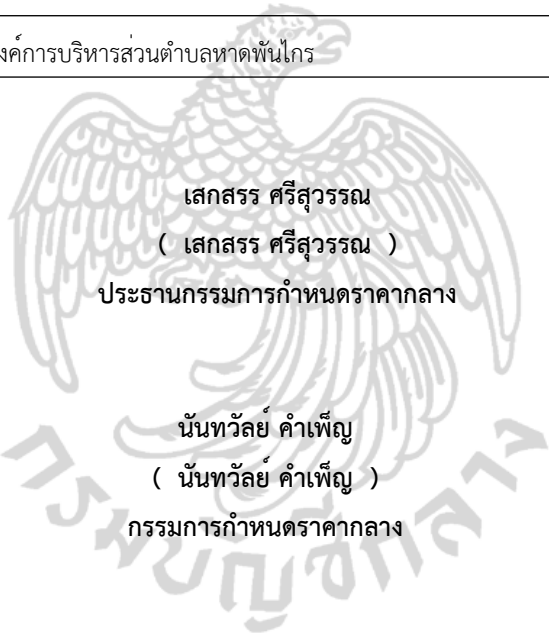 งค์การบริหารส่วนตำบลหาดพันไกร
เสกสรร ศรีสุวรรณ
( เสกสรร ศรีสุวรรณ )
ประธานกรรมการกำหนดราคากลาง
นันทวัลย์ คำเพ็ญ
( นันทวัลย์ คำเพ็ญ )
กรรมการกำหนดราคากลาง
กรมบัญชีกลาง